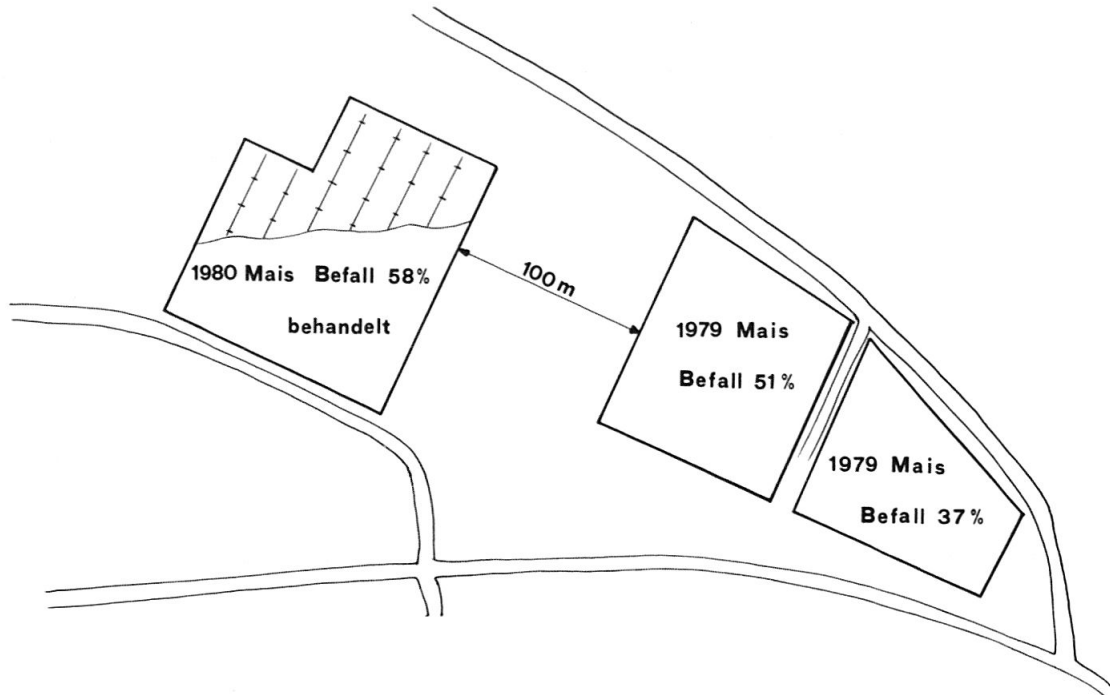 1980 Mais Befall 58%
behandelt
100 m
1979 Mais
Befall 51%
1979 Mais
Befall 37%